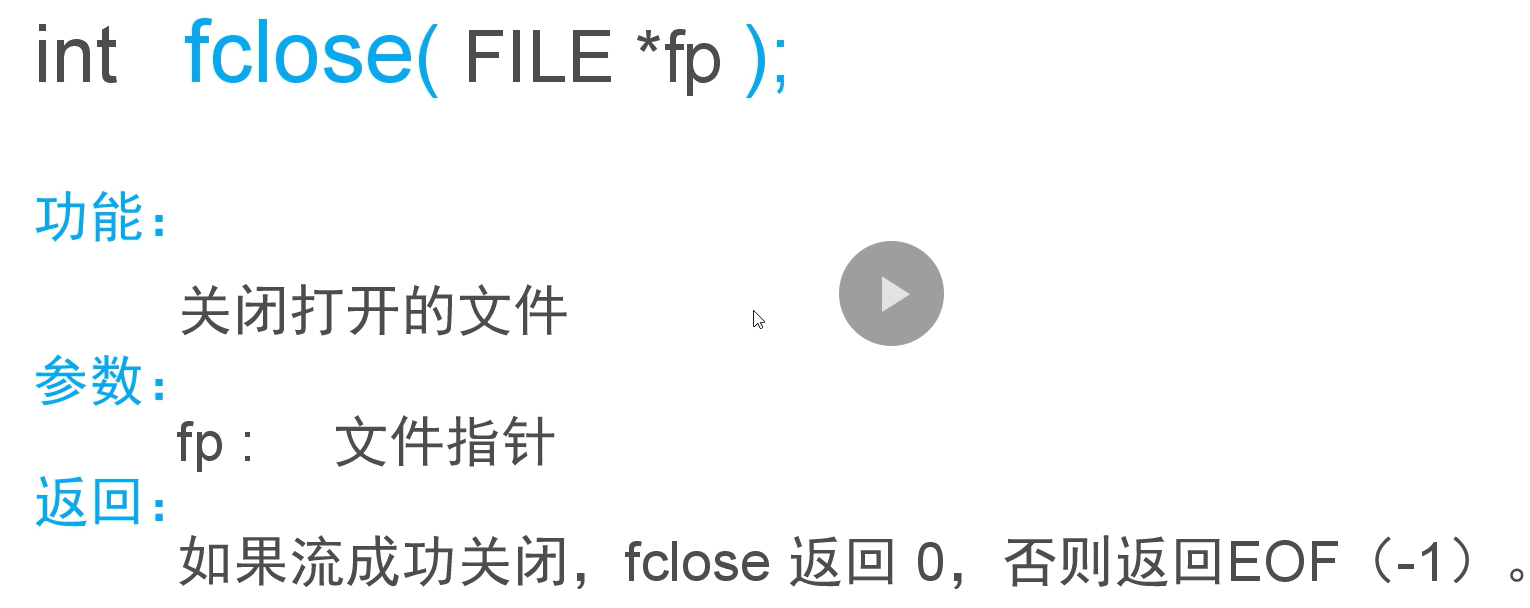 int fclose( FILE *fp );
功能：
关闭打开的文件
参数：
fp : 文件指针
返回：
如果流成功关闭，fclose 返回 0，否则返回EOF（-1）。